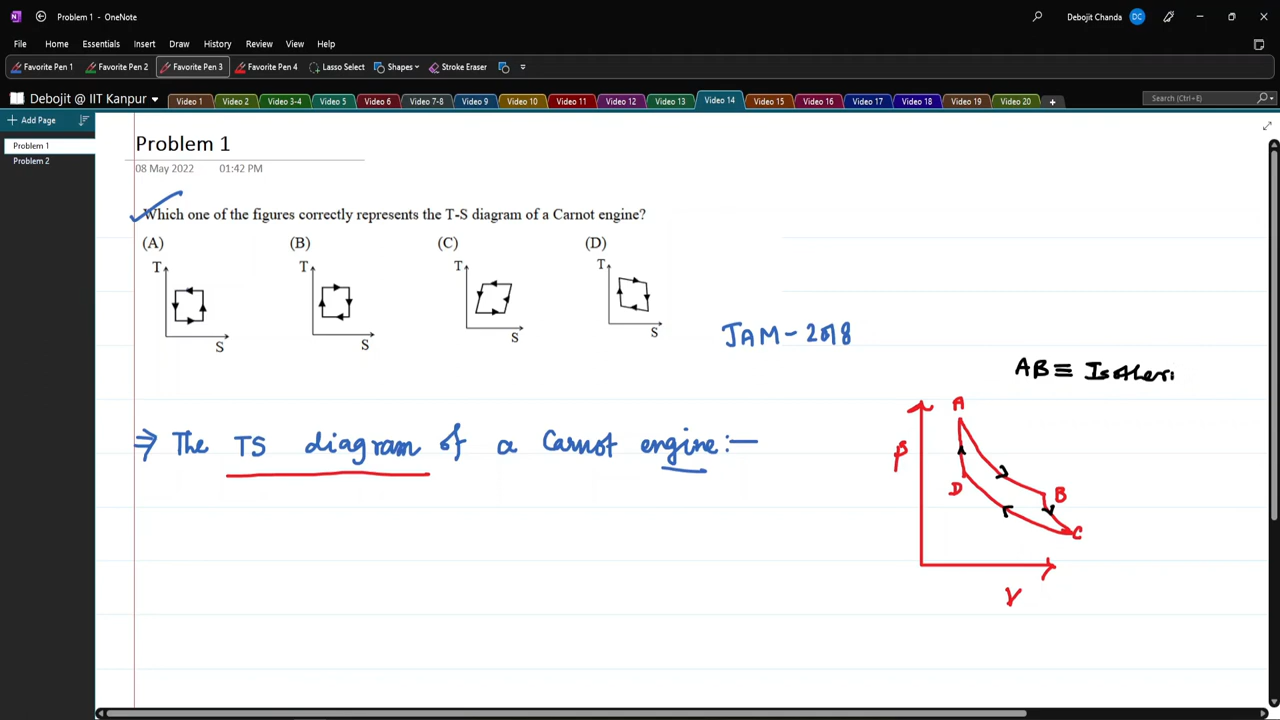 Problem 1 - OneNote
Debojit Chanda DC
File Home Essentials Insert Draw History Review View Help
Favorite Pen 1 Favorite Pen 2 Favorite Pen 3 Favorite Pen 4 Lasso Select Shapes Stroke Eraser
Debojit @ IIT Kanpur Video 1 Video 2 Video 3-4 Video 5 Video 6 Video 7-8 Video 9 Video 10 Video 11 Video 12 Video 13 Video 14 Video 15 Video 16 Video 17 Video 18 Video 19 Video 20 Search (Ctrl+E)
Add Page
Problem 1
Problem 2
Problem 1
08 May 2022 01:42 PM
Which one of the figures correctly represents the T-S diagram of a Carnot engine?
(A) (B) (C) (D)
T T T T
S S S S
JAM-2018
AB≡ Isother
⇒ The TS diagram of a Carnot engine:—
A
P
D B
C
V